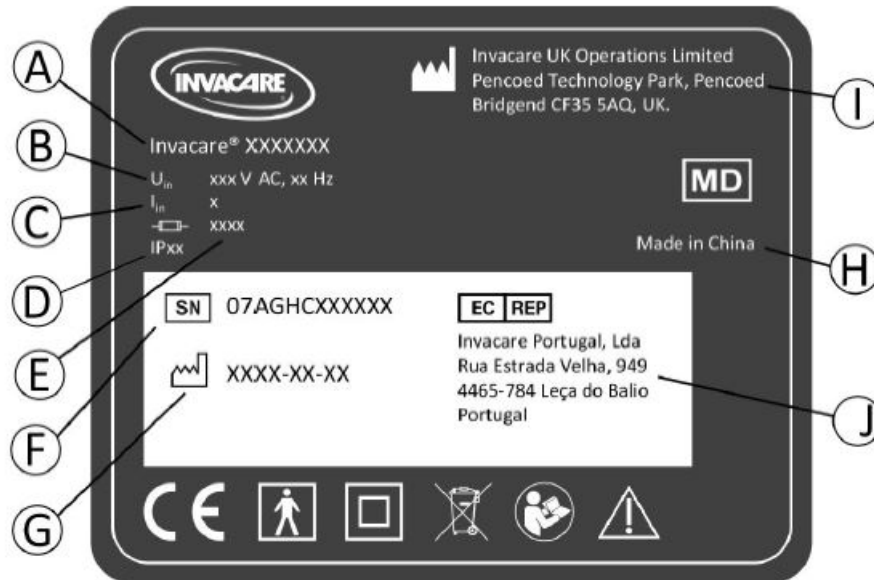 A
B
C
D
E
F
G
INVACARE
Invacare® XXXXXXX
Uin xxx V AC, xx Hz
Iin x
xxxx
IPxx
Invacare UK Operations Limited
Pencoed Technology Park, Pencoed
Bridgend CF35 5AQ, UK.
I
MD
Made in China
H
SN 07.AGHCXXXXXX
XXXX-XX-XX
EC REP
Invacare Portugal, Lda
Rua Estrada Velha, 949
4465-784 Leça do Balio
Portugal
J
CE